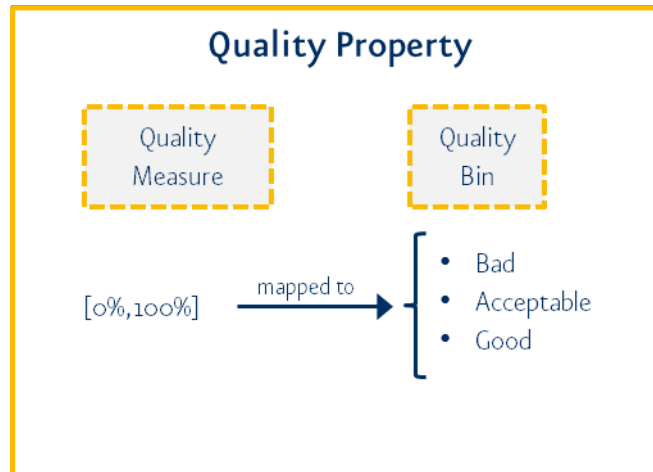 Quality Property
Quality
Measure
Quality
Bin
[0%,100%]
mapped to
• Bad
• Acceptable
• Good